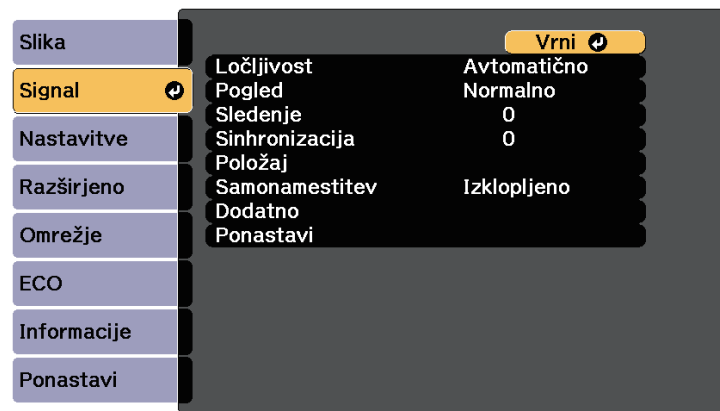 Slika
Signal
Nastavitve
Razširjeno
Omrežje
ECO
Informacije
Ponastavi
Vrni
Ločljivost Avtomatično
Pogled Normalno
Sledenje 0
Sinhronizacija 0
Položaj
Samonamestitev Izklopljeno
Dodatno
Ponastavi